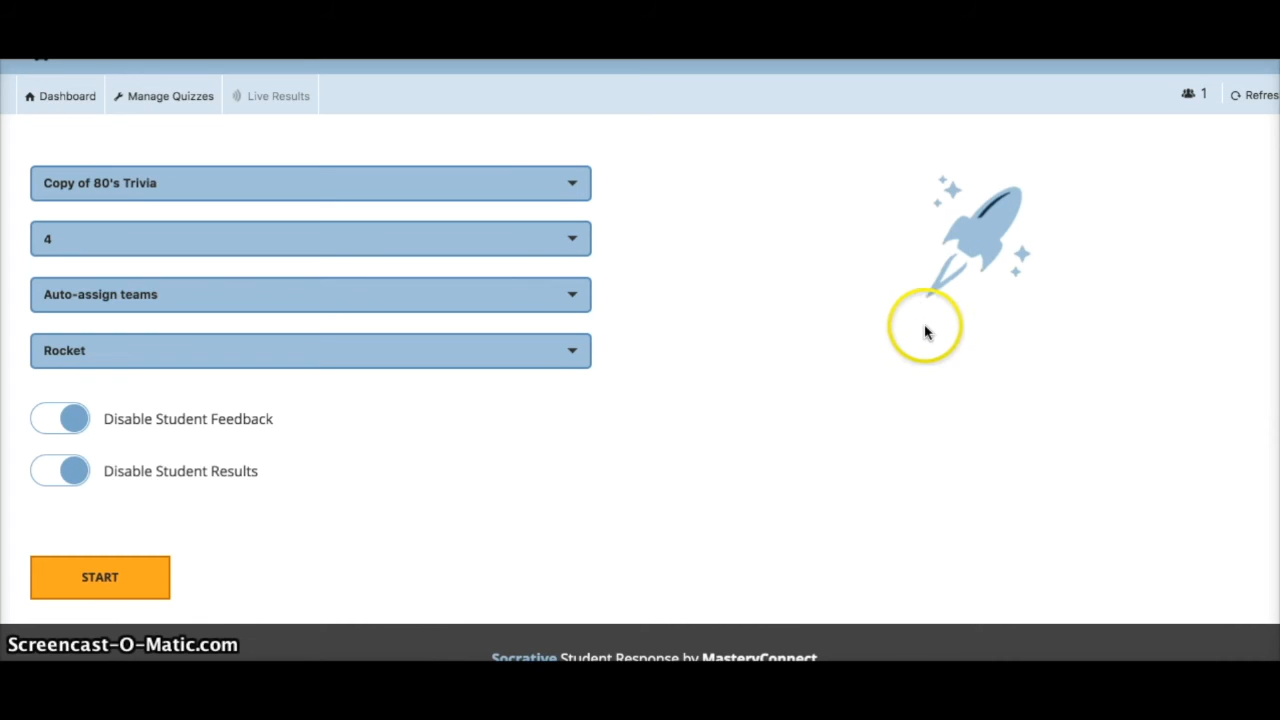 Dashboard Manage Quizzes Live Results 1 Refres
Copy of 80's Trivia
4
Auto-assign teams
Rocket
Disable Student Feedback
Disable Student Results
START
Screencast-O-Matic.com
Socrative Student Response by MasteryConnect